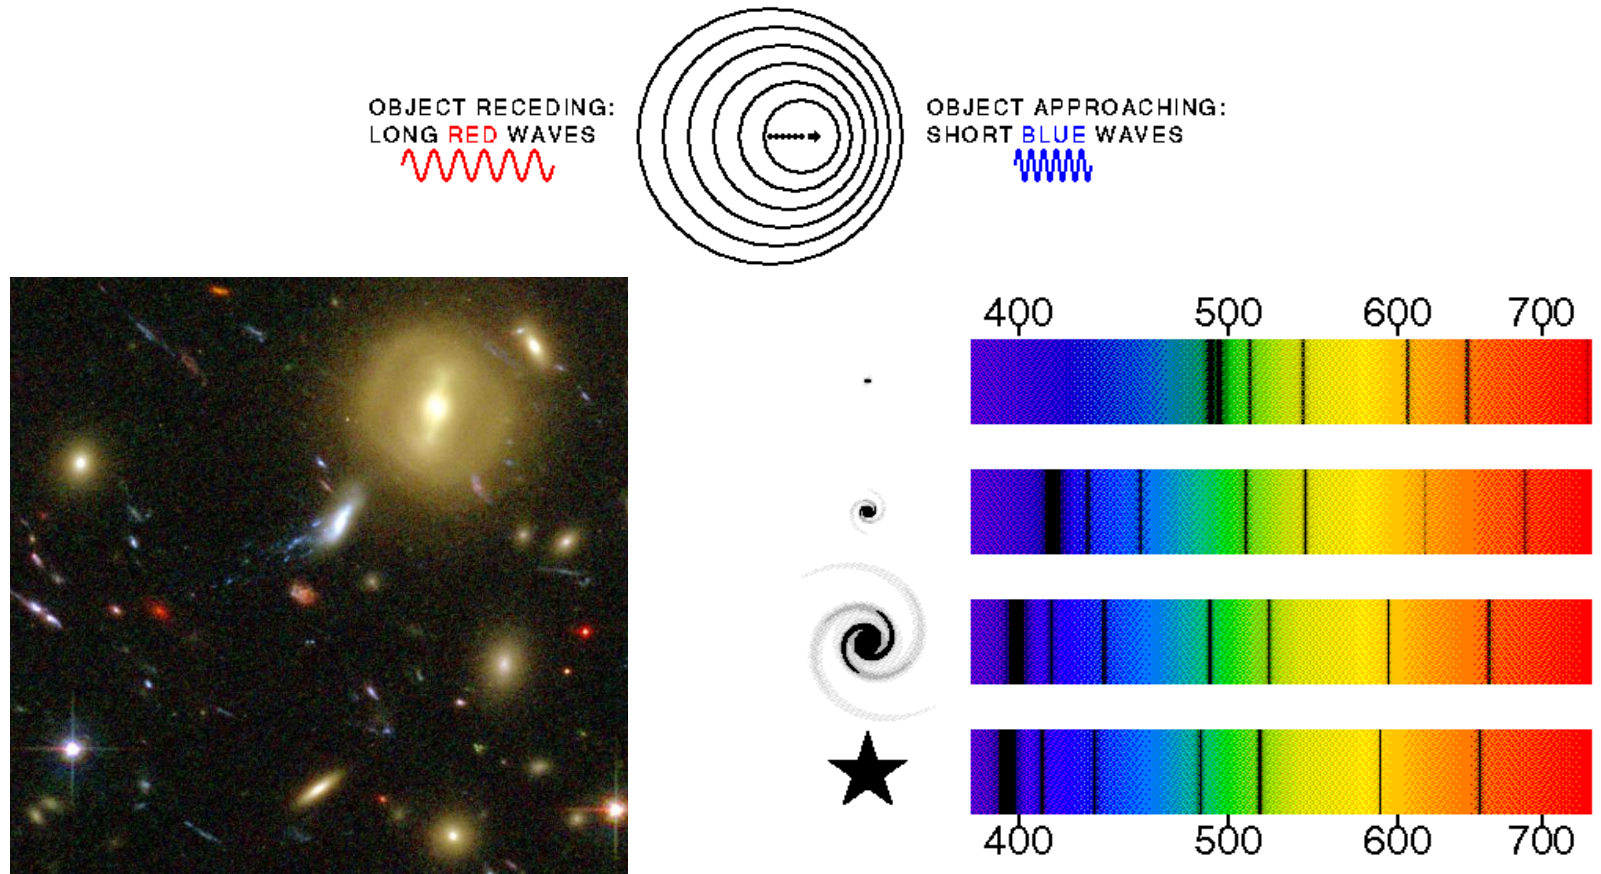 OBJECT RECEDING:
LONG RED WAVES
OBJECT APPROACHING:
SHORT BLUE WAVES
400 500 600 700
400 500 600 700